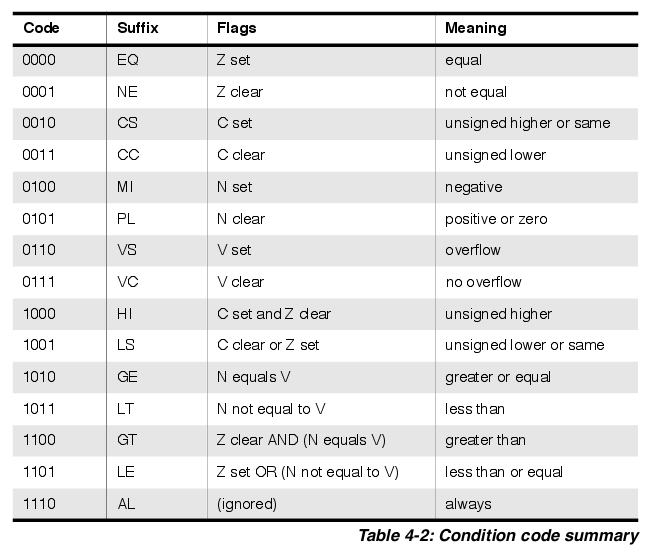 Code Suffix Flags Meaning
0000 EQ Z set equal
0001 NE Z clear not equal
0010 CS C set unsigned higher or same
0011 CC C clear unsigned lower
0100 MI N set negative
0101 PL N clear positive or zero
0110 VS V set overflow
0111 VC V clear no overflow
1000 HI C set and Z clear unsigned higher
1001 LS C clear or Z set unsigned lower or same
1010 GE N equals V greater or equal
1011 LT N not equal to V less than
1100 GT Z clear AND (N equals V) greater than
1101 LE Z set OR (N not equal to V) less than or equal
1110 AL (ignored) always
Table 4-2: Condition code summary